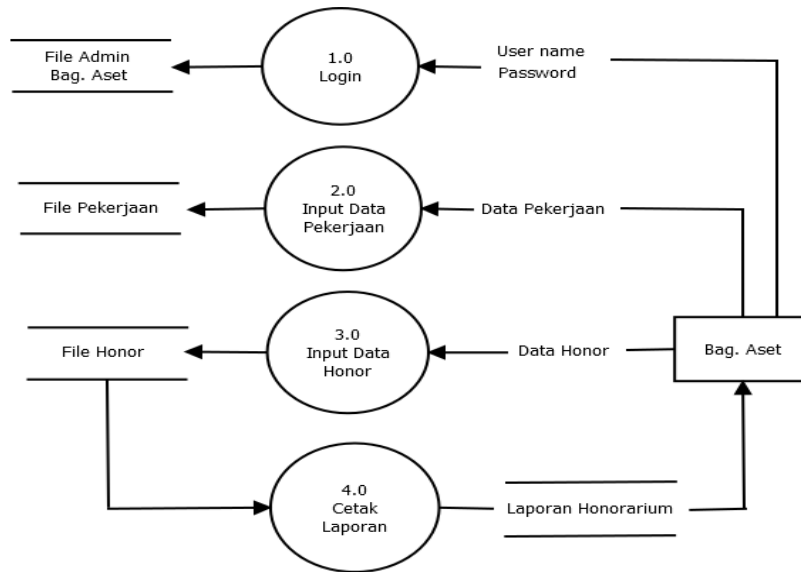 File Admin
Bag. Aset
1.0
Login
User name
Password
File Pekerjaan
2.0
Input Data
Pekerjaan
Data Pekerjaan
File Honor
3.0
Input Data
Honor
Data Honor
Bag. Aset
4.0
Cetak
Laporan
Laporan Honorarium